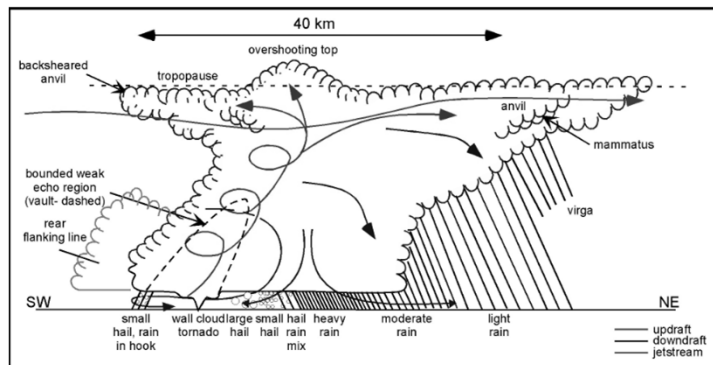 40 km
overshooting top
backsheared
anvil
tropopause
anvil
mammatus
bounded weak
echo region
(vault- dashed)
rear
flanking line
virga
SW
NE
small
hail, rain
in hook
wall cloud
tornado
large
hail
small
hail
hail
rain
mix
heavy
rain
moderate
rain
light
rain
updraft
downdraft
jetstream